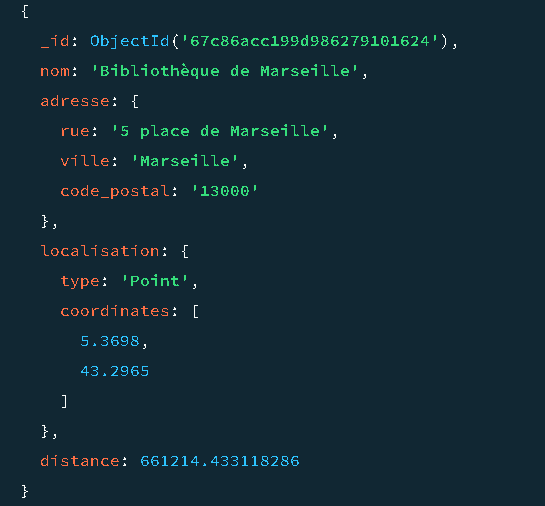 {
  _id: ObjectId('67c86acc199d986279101624'),
  nom: 'Bibliothèque de Marseille',
  adresse: {
    rue: '5 place de Marseille',
    ville: 'Marseille',
    code_postal: '13000'
  },
  localisation: {
    type: 'Point',
    coordinates: [
      5.3698,
      43.2965
    ]
  },
  distance: 661214.433118286
}